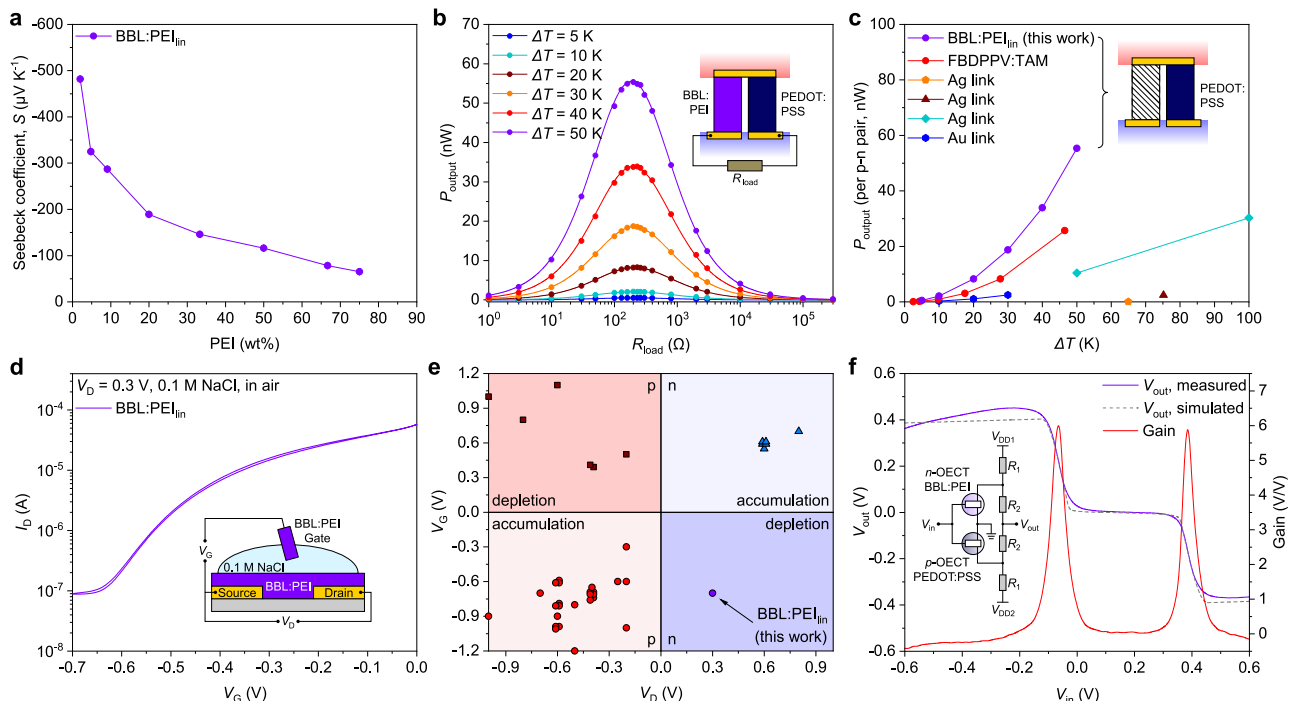 a
-600
-500
-400
-300
-200
-100
0
Seebeck coefficient, S (µV K⁻¹)
BBL:PEIlin
0 10 20 30 40 50 60 70 80 90
PEI (wt%)
b
70
60
50
40
30
20
10
0
Poutput (nW)
ΔT = 5 K
ΔT = 10 K
ΔT = 20 K
ΔT = 30 K
ΔT = 40 K
ΔT = 50 K
BBL:
PEI
PEDOT:
PSS
Rload
10⁰ 10¹ 10² 10³ 10⁴ 10⁵
Rload (Ω)
c
100
80
60
40
20
0
Poutput (per p-n pair, nW)
BBL:PEIlin (this work)
FBDPPV:TAM
Ag link
Ag link
Ag link
Au link
0 10 20 30 40 50 60 70 80 90 100
ΔT (K)
d
10⁻³
10⁻⁴
10⁻⁵
10⁻⁶
10⁻⁷
10⁻⁸
ID (A)
VD = 0.3 V, 0.1 M NaCl, in air
BBL:PEIlin
BBL:PEI
Gate
VG
0.1 M NaCl
BBL:PEI
Source
Drain
VD
-0.7 -0.6 -0.5 -0.4 -0.3 -0.2 -0.1 0.0
VG (V)
e
1.2
0.9
0.6
0.3
0.0
-0.3
-0.6
-0.9
-1.2
VG (V)
p
n
depletion
accumulation
accumulation
depletion
BBL:PEIlin
(this work)
p
n
-0.9 -0.6 -0.3 0.0 0.3 0.6 0.9
VD (V)
f
0.6
0.4
0.2
0.0
-0.2
-0.4
-0.6
Vout (V)
Vout, measured
Vout, simulated
Gain
VDD1
R1
n-OECT
BBL:PEI
R2
Vin
Vout
R2
p-OECT
PEDOT:PSS
R1
VDD2
7
6
5
4
3
2
1
0
Gain (V/V)
-0.6 -0.4 -0.2 0.0 0.2 0.4 0.6
Vin (V)